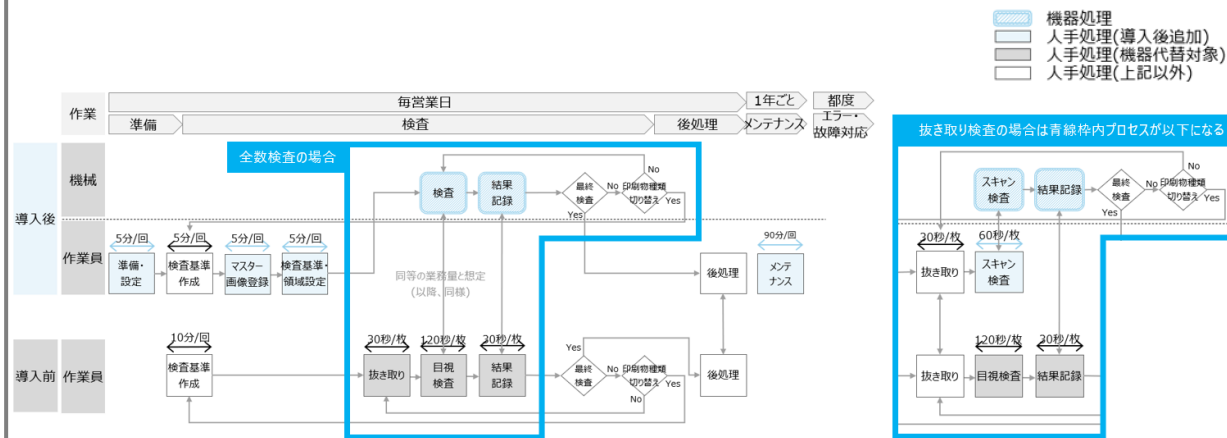 機器処理
人手処理(導入後追加)
人手処理(機器代替対象)
人手処理(上記以外)
作業
毎営業日
1年ごと
都度
準備
検査
後処理
メンテナンス
エラー・
故障対応
抜き取り検査の場合は青線枠内プロセスが以下になる
全数検査の場合
導入後
機械
検査
結果
記録
最終
検査
No
印刷物種類
切り替え
No
Yes
Yes
スキャン
検査
結果記録
最終
検査
No
印刷物種類
切り替え
No
Yes
Yes
作業員
5分/回
準備・
設定
5分/回
検査基準
作成
5分/回
マスター
画像登録
5分/回
検査基準・
領域設定
同等の業務量と想定
(以降、同様)
後処理
90分/回
メンテ
ナンス
30秒/枚
抜き取り
60秒/枚
スキャン
検査
導入前
作業員
10分/回
検査基準
作成
30秒/枚
抜き取り
120秒/枚
目視
検査
30秒/枚
結果
記録
Yes
最終
検査
No
印刷物種類
切り替え
Yes
No
後処理
抜き取り
120秒/枚
目視検査
30秒/枚
結果記録